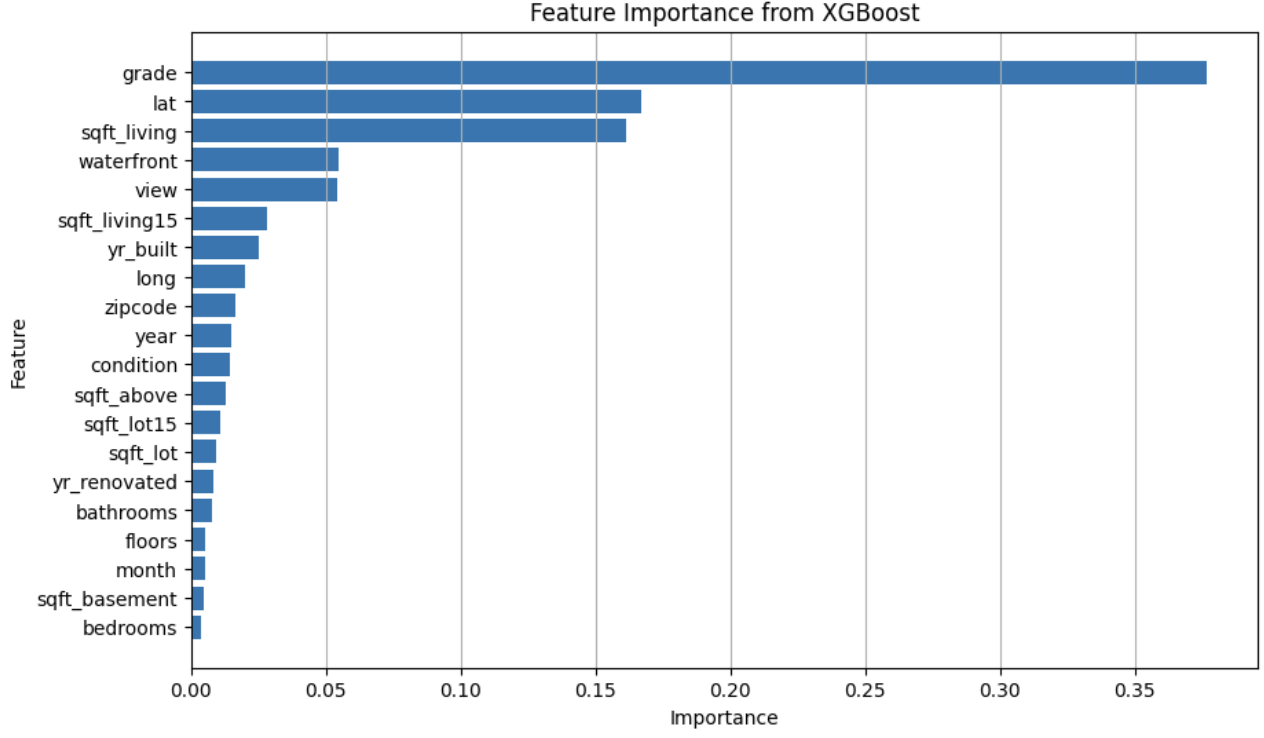 Feature Importance from XGBoost
grade
lat
sqft_living
waterfront
view
sqft_living15
yr_built
long
zipcode
year
condition
sqft_above
sqft_lot15
sqft_lot
yr_renovated
bathrooms
floors
month
sqft_basement
bedrooms
Feature
0.00 0.05 0.10 0.15 0.20 0.25 0.30 0.35
Importance